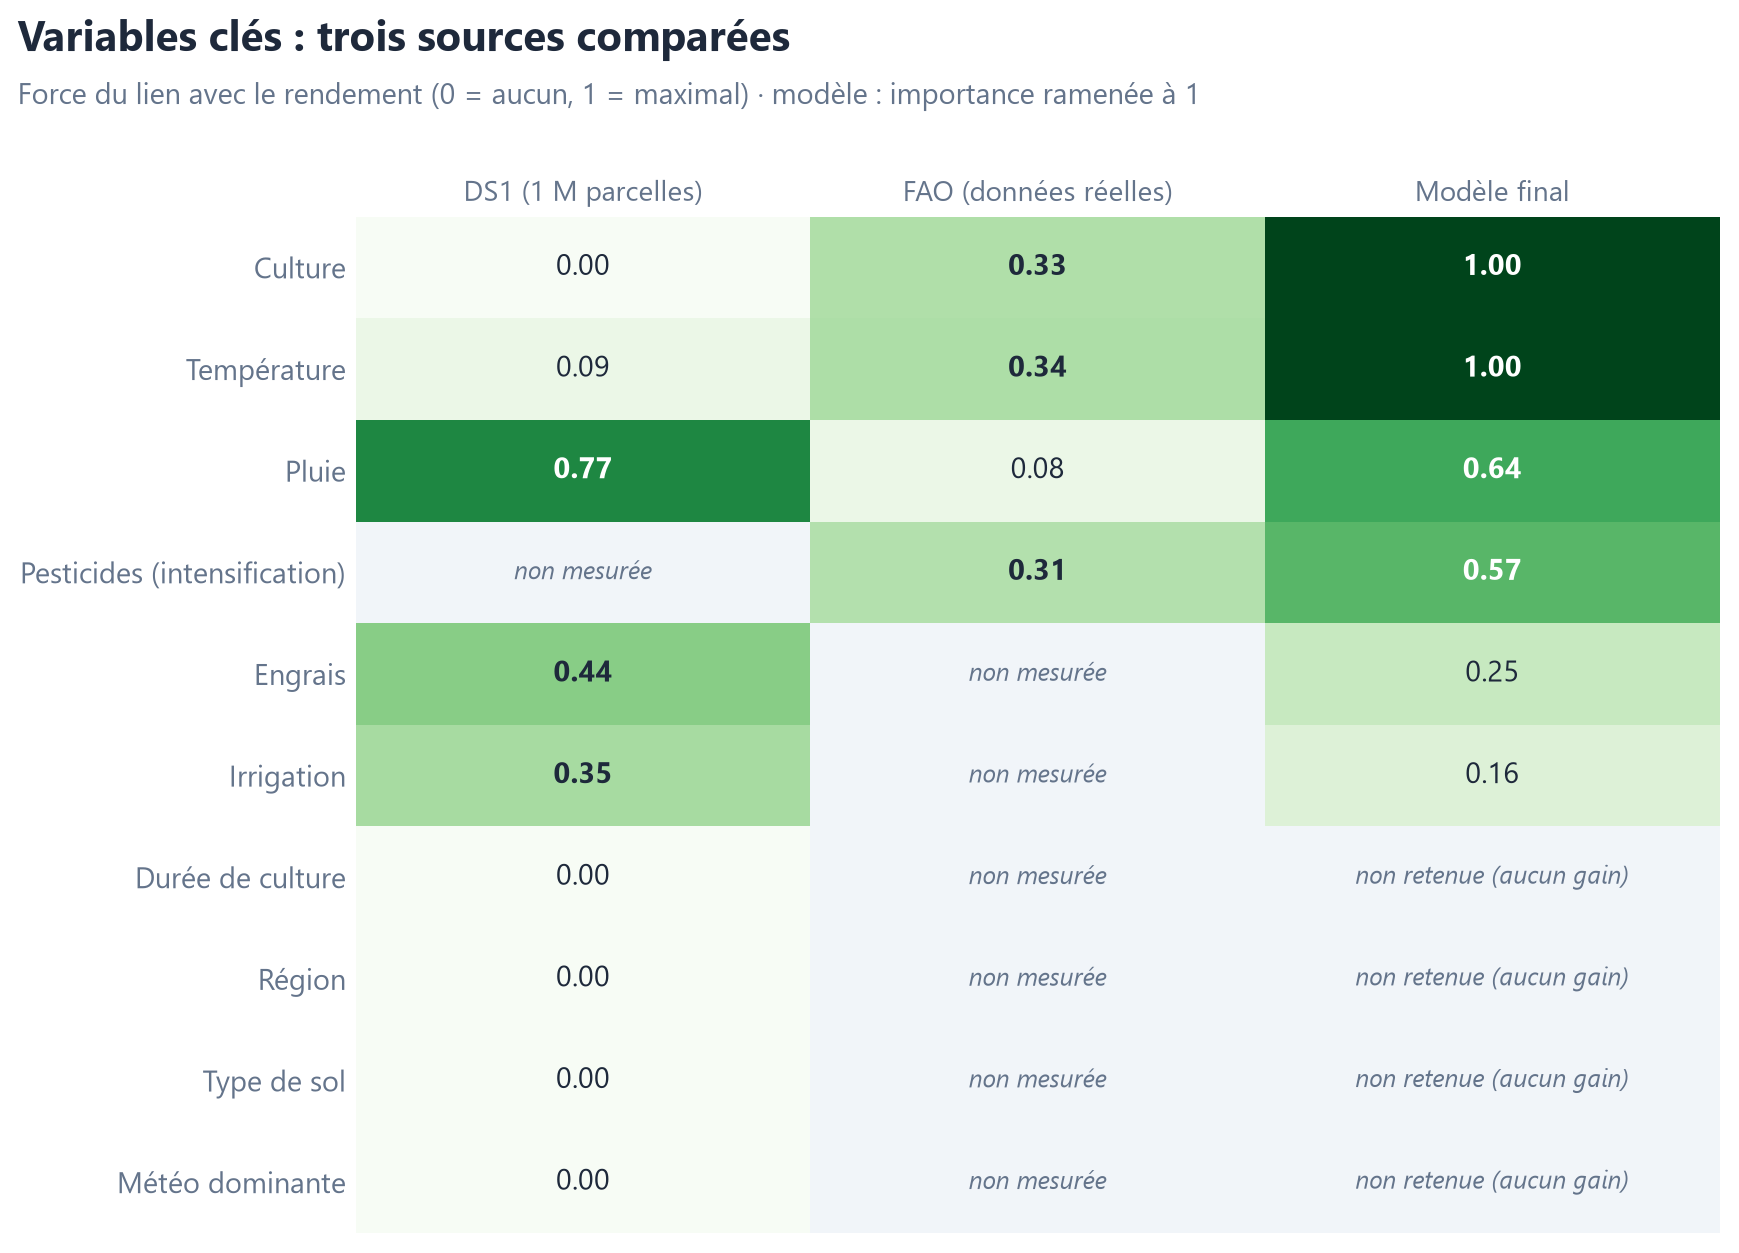 Variables clés : trois sources comparées
Force du lien avec le rendement (0 = aucun, 1 = maximal) · modèle : importance ramenée à 1
DS1 (1 M parcelles) FAO (données réelles) Modèle final
Culture 0.00 0.33 1.00
Température 0.09 0.34 1.00
Pluie 0.77 0.08 0.64
Pesticides (intensification) non mesurée 0.31 0.57
Engrais 0.44 non mesurée 0.25
Irrigation 0.35 non mesurée 0.16
Durée de culture 0.00 non mesurée non retenue (aucun gain)
Région 0.00 non mesurée non retenue (aucun gain)
Type de sol 0.00 non mesurée non retenue (aucun gain)
Météo dominante 0.00 non mesurée non retenue (aucun gain)